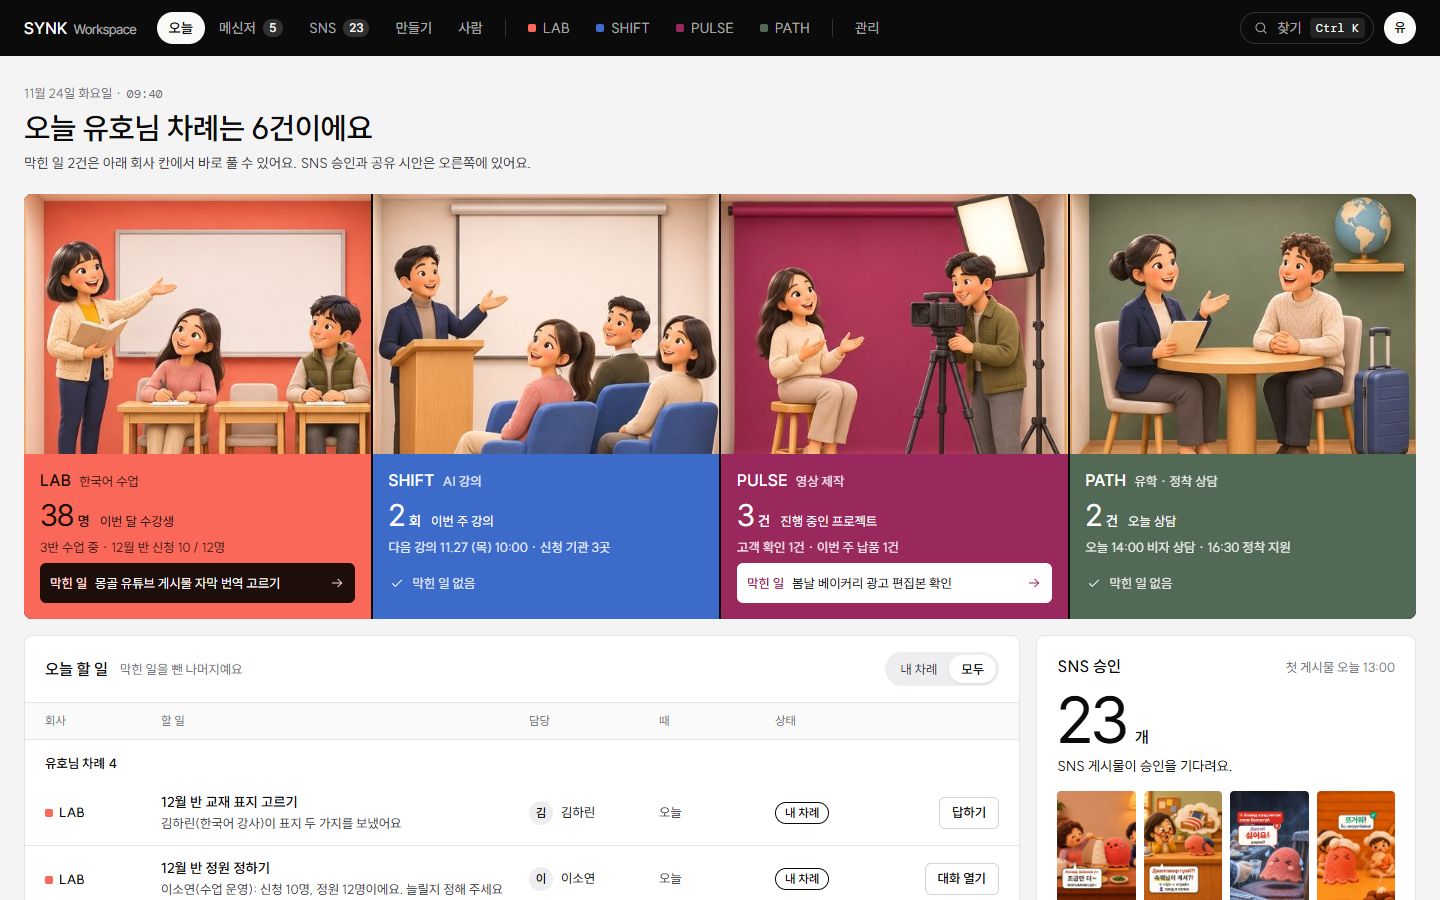 SYNK Workspace 오늘 메신저 5 SNS 23 만들기 사람 LAB SHIFT PULSE PATH 관리 찾기 Ctrl K 유
11월 24일 화요일 · 09:40
오늘 유호님 차례는 6건이에요
막힌 일 2건은 아래 회사 칸에서 바로 풀 수 있어요. SNS 승인과 공유 시안은 오른쪽에 있어요.
LAB 한국어 수업
38 명 이번 달 수강생
3반 수업 중 · 12월 반 신청 10 / 12명
막힌 일 몽골 유튜브 게시물 자막 번역 고르기 →
SHIFT AI 강의
2 회 이번 주 강의
다음 강의 11.27 (목) 10:00 · 신청 기관 3곳
막힌 일 없음
PULSE 영상 제작
3 건 진행 중인 프로젝트
고객 확인 1건 · 이번 주 납품 1건
막힌 일 봄날 베이커리 광고 편집본 확인 →
PATH 유학 · 정착 상담
2 건 오늘 상담
오늘 14:00 비자 상담 · 16:30 정착 지원
막힌 일 없음
오늘 할 일 막힌 일을 뺀 나머지예요 내 차례 모두
회사 할 일 담당 때 상태
유호님 차례 4
LAB 12월 반 교재 표지 고르기 김 김하린 오늘 내 차례 답하기
김하린(한국어 강사)이 표지 두 가지를 보냈어요
LAB 12월 반 정원 정하기 이 이소연 오늘 내 차례 대화 열기
이소연(수업 운영): 신청 10명, 정원 12명이에요. 늘릴지 정해 주세요
SNS 승인 첫 게시물 오늘 13:00
23 개
SNS 게시물이 승인을 기다려요.
싫어요!
뜨거워!